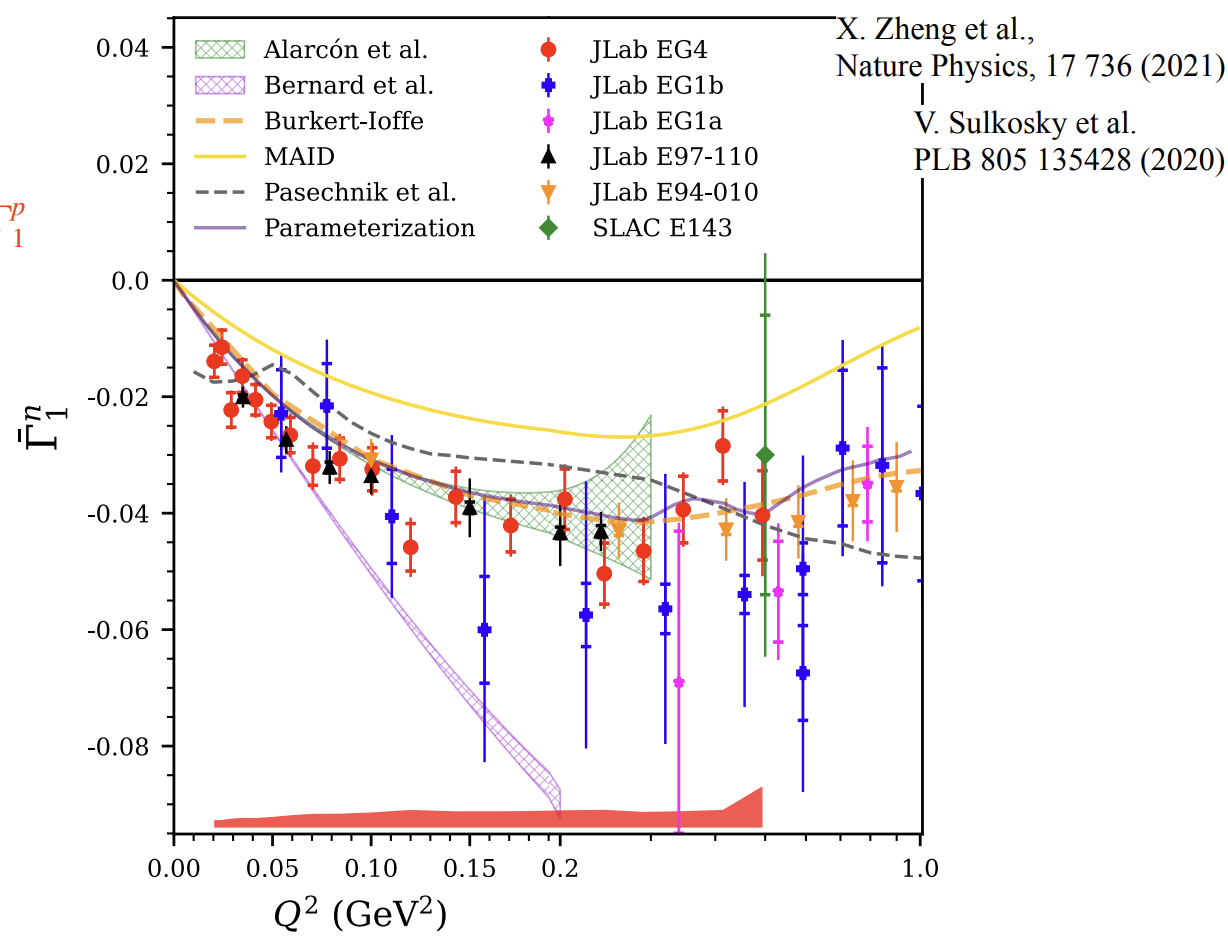 X. Zheng et al.,
Nature Physics, 17 736 (2021)
V. Sulkosky et al.
PLB 805 135428 (2020)
Alarcón et al.
Bernard et al.
Burkert-Ioffe
MAID
Pasechnik et al.
Parameterization
JLab EG4
JLab EG1b
JLab EG1a
JLab E97-110
JLab E94-010
SLAC E143
0.04
0.02
0.0
-0.02
-0.04
-0.06
-0.08
Γ̄₁ⁿ
Γ₁ᵖ
0.00 0.05 0.10 0.15 0.2 1.0
Q² (GeV²)